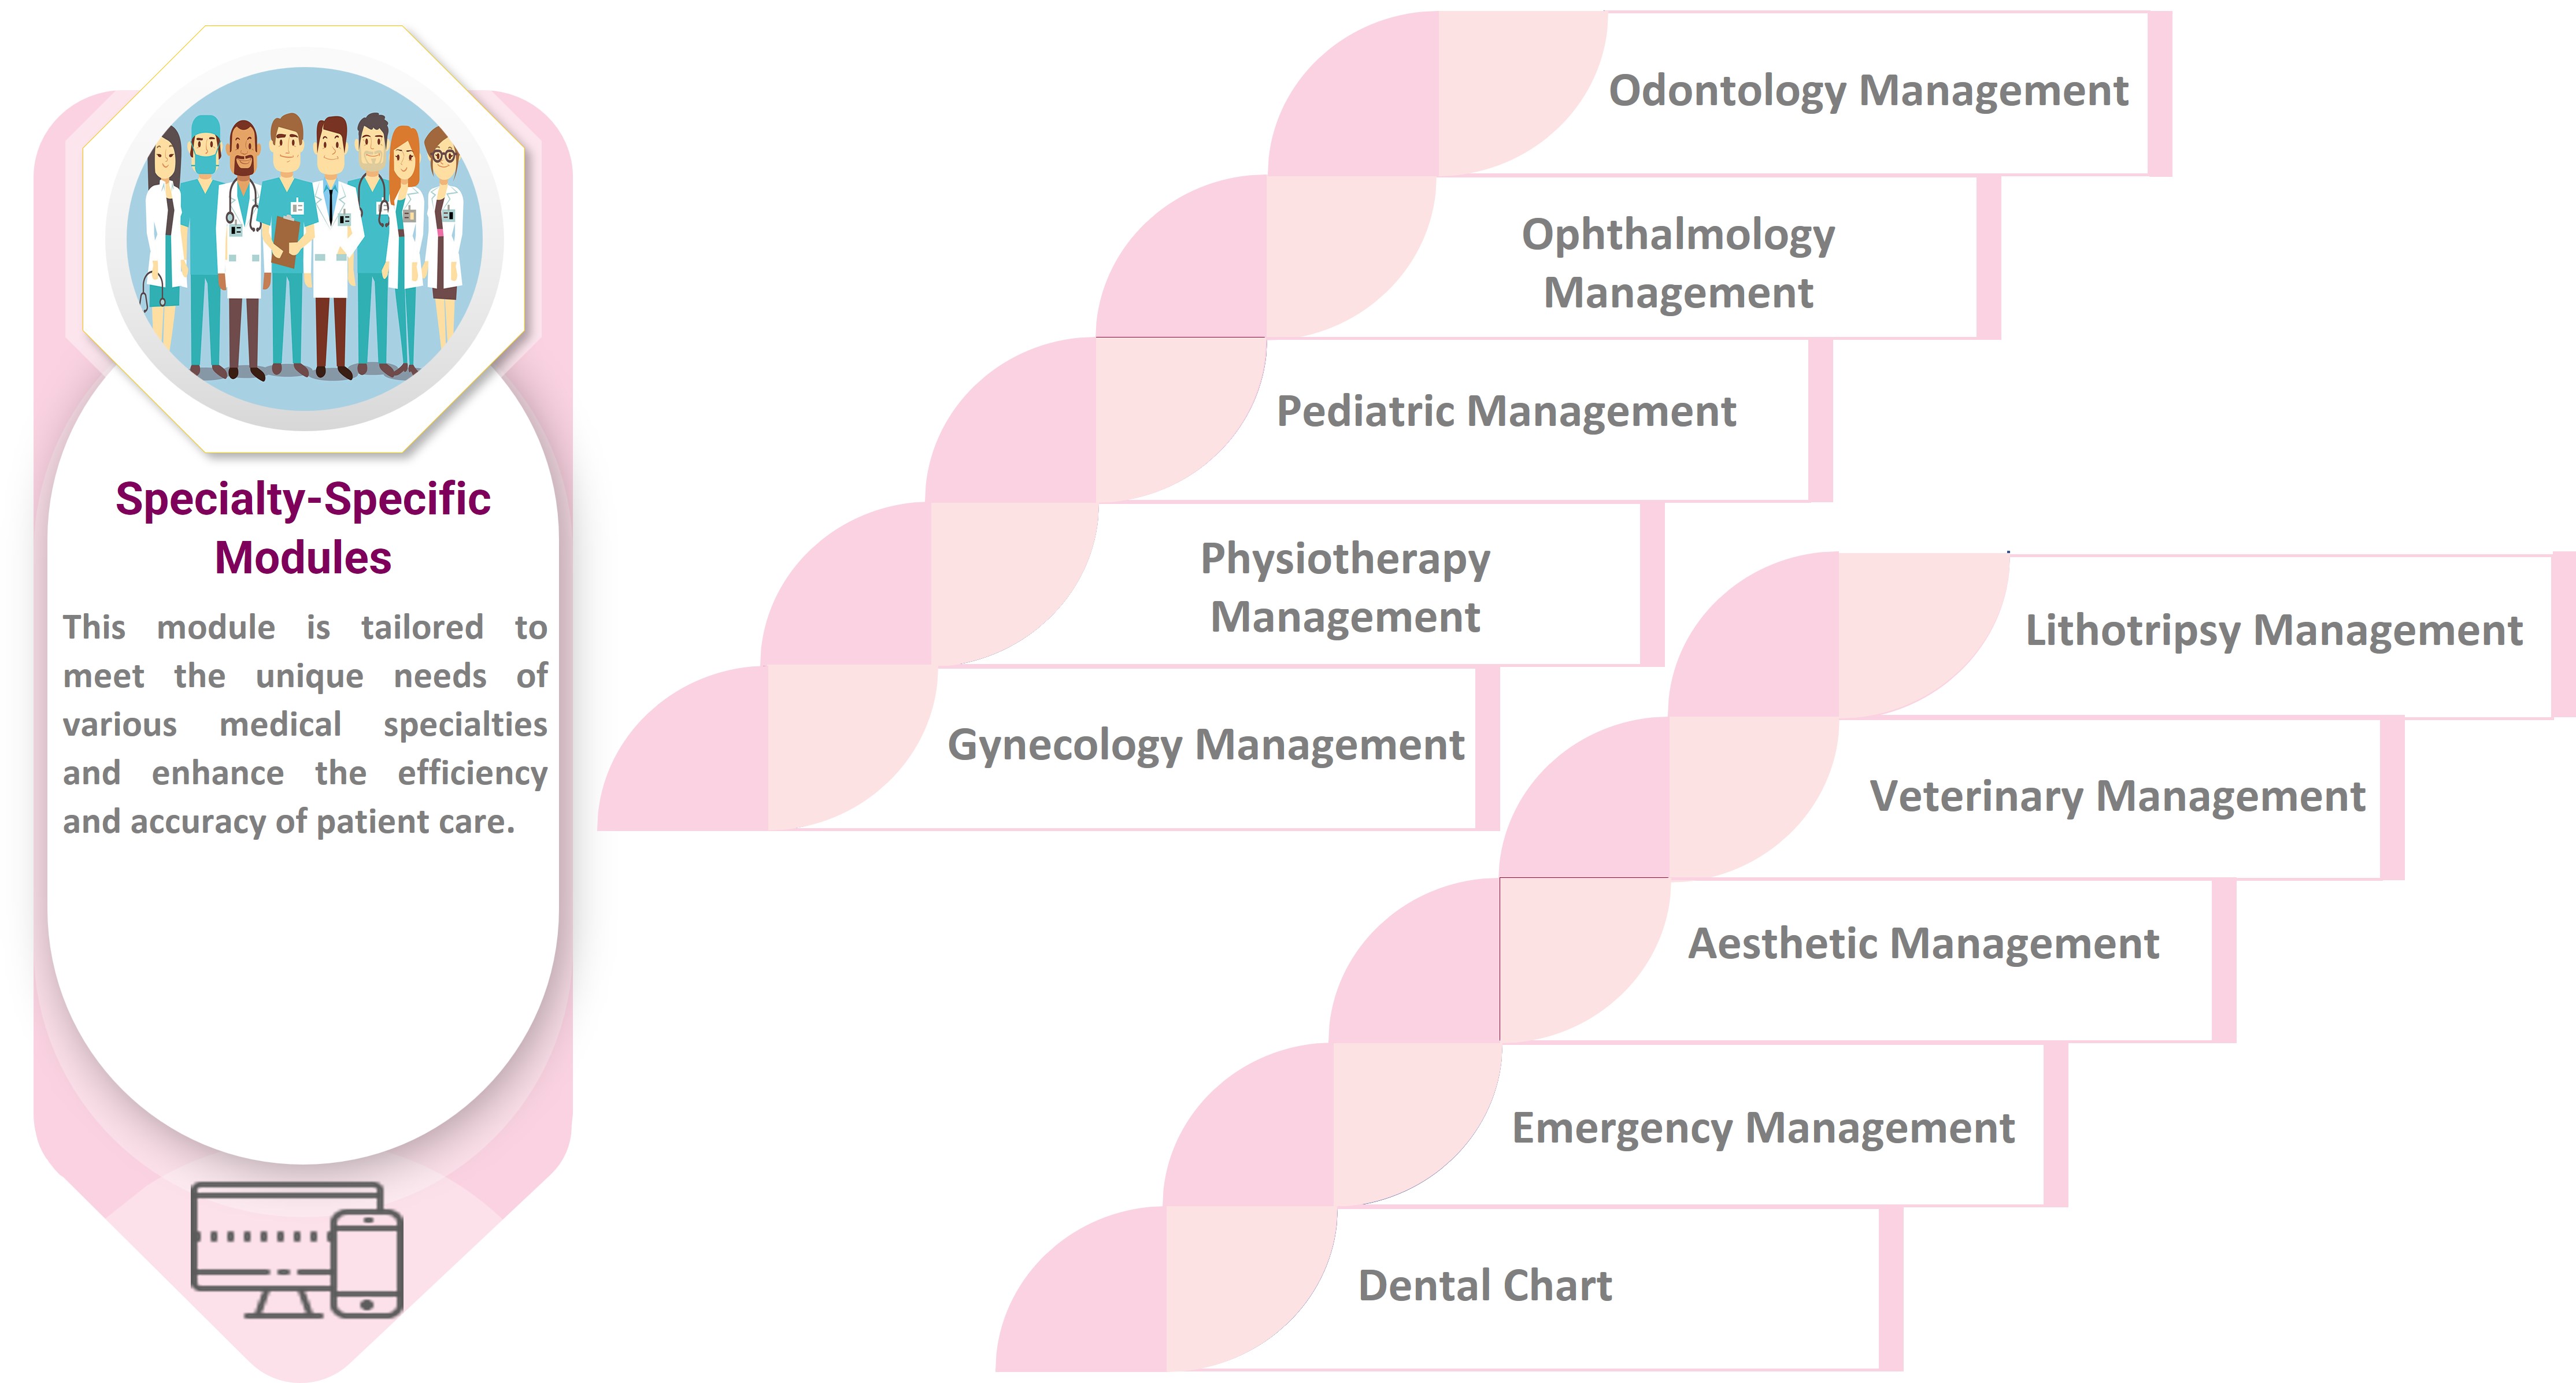 Specialty-Specific
Modules
This module is tailored to
meet the unique needs of
various medical specialties
and enhance the efficiency
and accuracy of patient care.
Odontology Management
Ophthalmology
Management
Pediatric Management
Physiotherapy
Management
Gynecology Management
Lithotripsy Management
Veterinary Management
Aesthetic Management
Emergency Management
Dental Chart